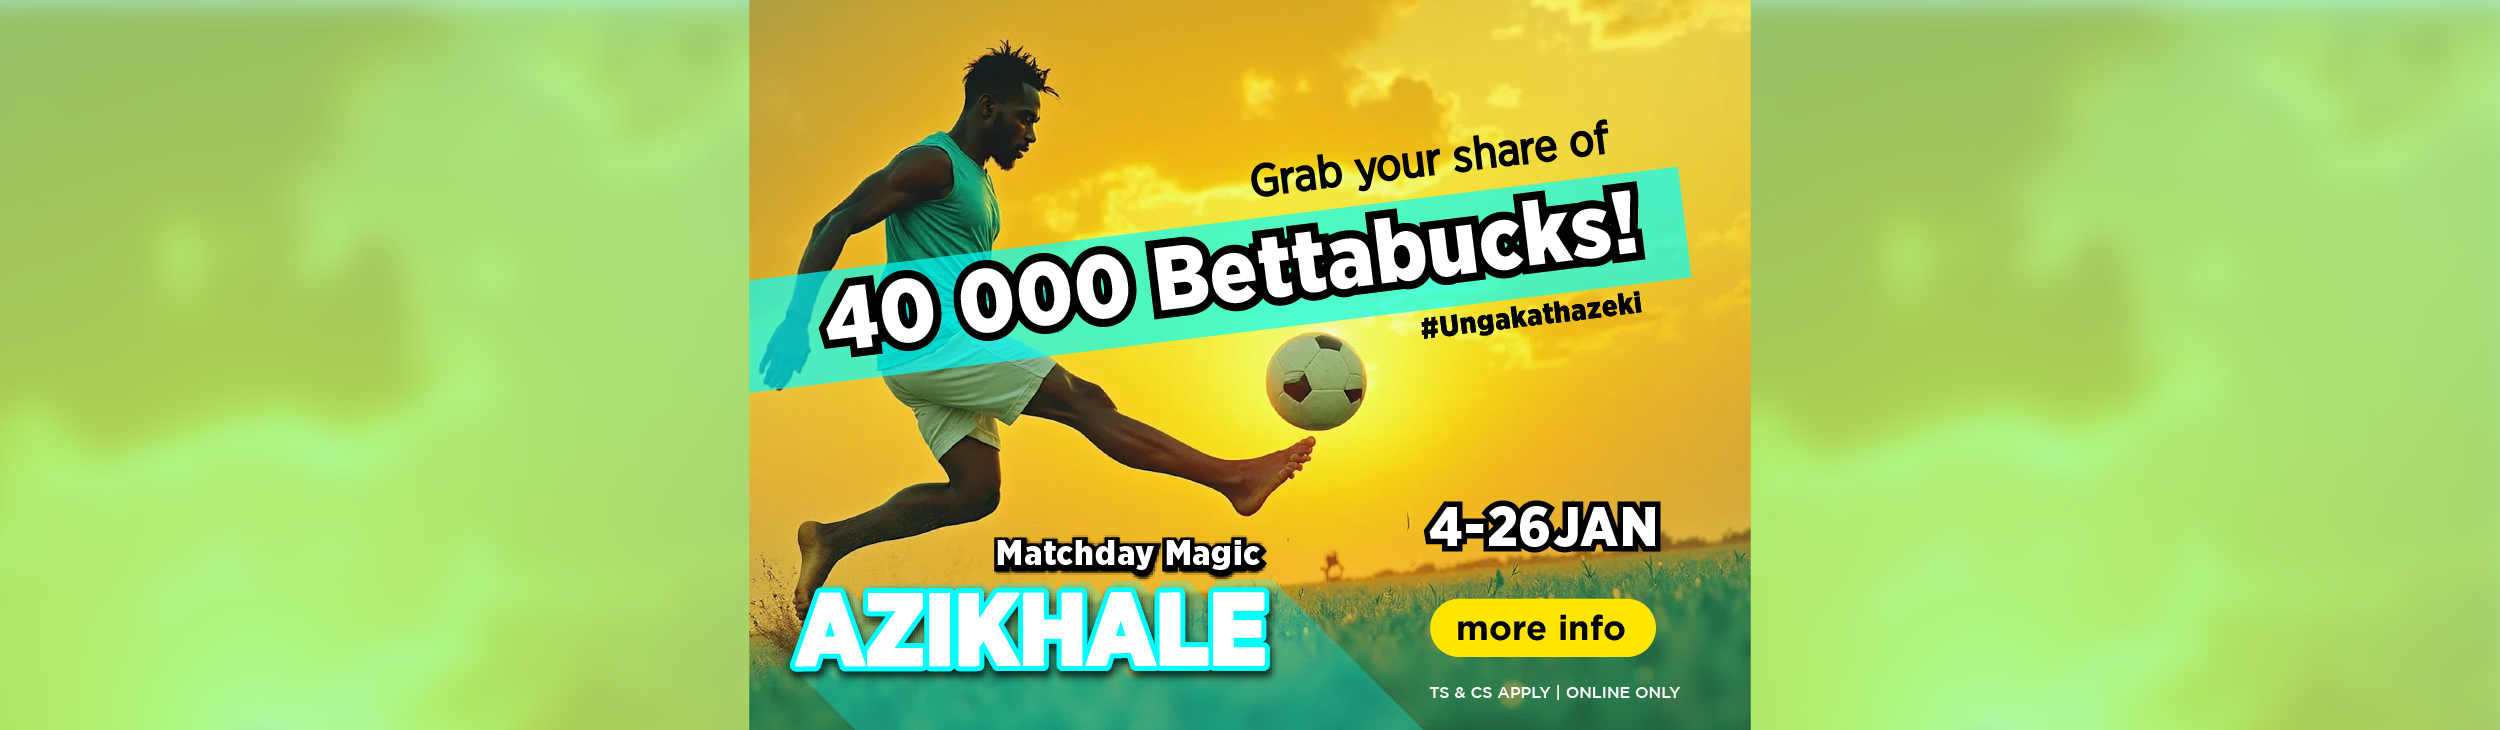 Grab your share of
40 000 Bettabucks!
#Ungakathazeki
4-26JAN
Matchday Magic
AZIKHALE
more info
TS & CS APPLY | ONLINE ONLY